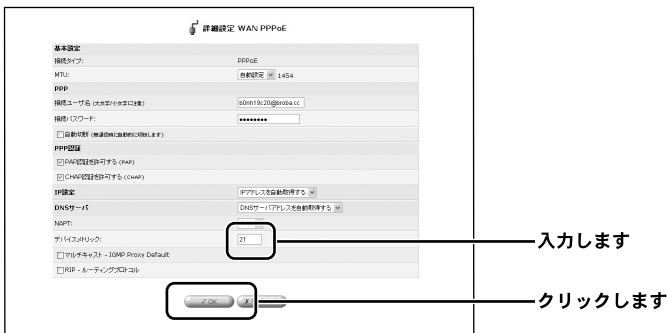 詳細設定 WAN PPPoE
基本設定
接続タイプ: PPPoE
MTU: 自動設定 1454
PPP
接続ユーザ名 (大文字/小文字に注意) b0nh19c20@broba.cc
接続パスワード: ●●●●●●●●
自動切断 (無通信時に自動的に切断します)
PPP認証
PAP認証を許可する (PAP)
CHAP認証を許可する (CHAP)
IP設定 IPアドレスを自動取得する
DNSサーバ DNSサーバアドレスを自動取得する
NAPT:
デバイスメトリック: 21
入力します
マルチキャスト - IGMP Proxy Default
RIP - ルーティングプロトコル
√ OK X
クリックします